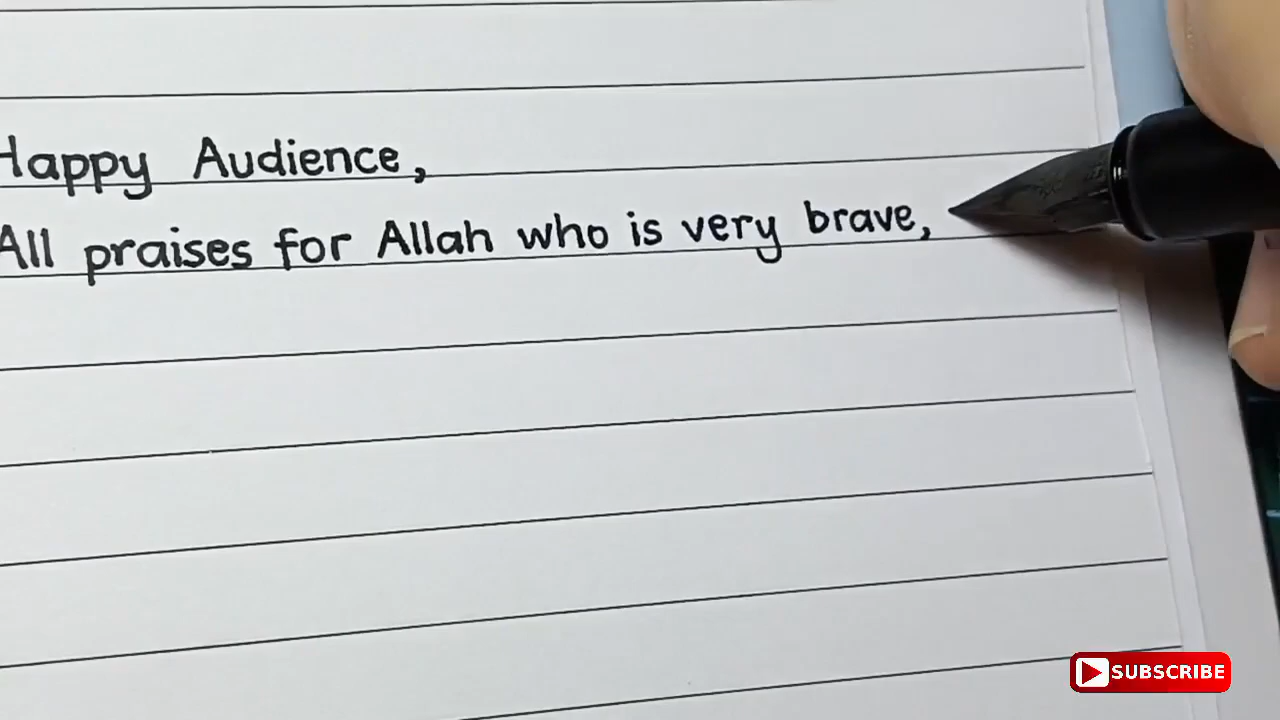 Happy Audience,
All praises for Allah who is very brave,
SUBSCRIBE